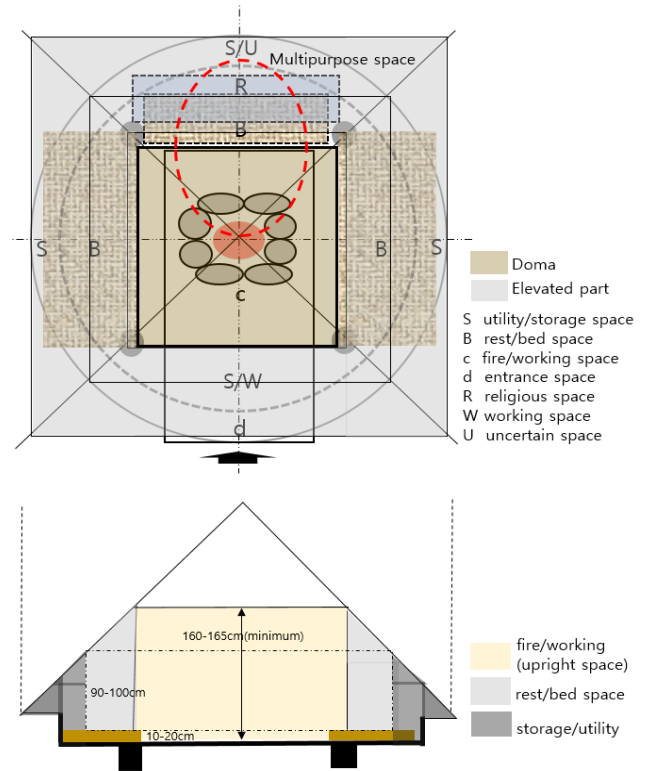 S/U
Multipurpose space
R
B
S
B
B
S
c
S/W
d
Doma
Elevated part
S utility/storage space
B rest/bed space
c fire/working space
d entrance space
R religious space
W working space
U uncertain space
160-165cm(minimum)
90-100cm
10-20cm
fire/working
(upright space)
rest/bed space
storage/utility